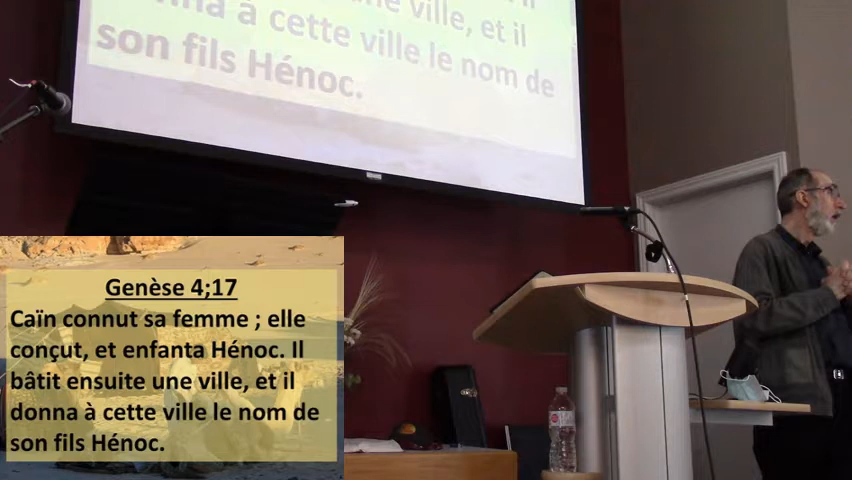 une ville, et il
donna à cette ville le nom de
son fils Hénoc.
Genèse 4;17
Caïn connut sa femme ; elle
conçut, et enfanta Hénoc. Il
bâtit ensuite une ville, et il
donna à cette ville le nom de
son fils Hénoc.